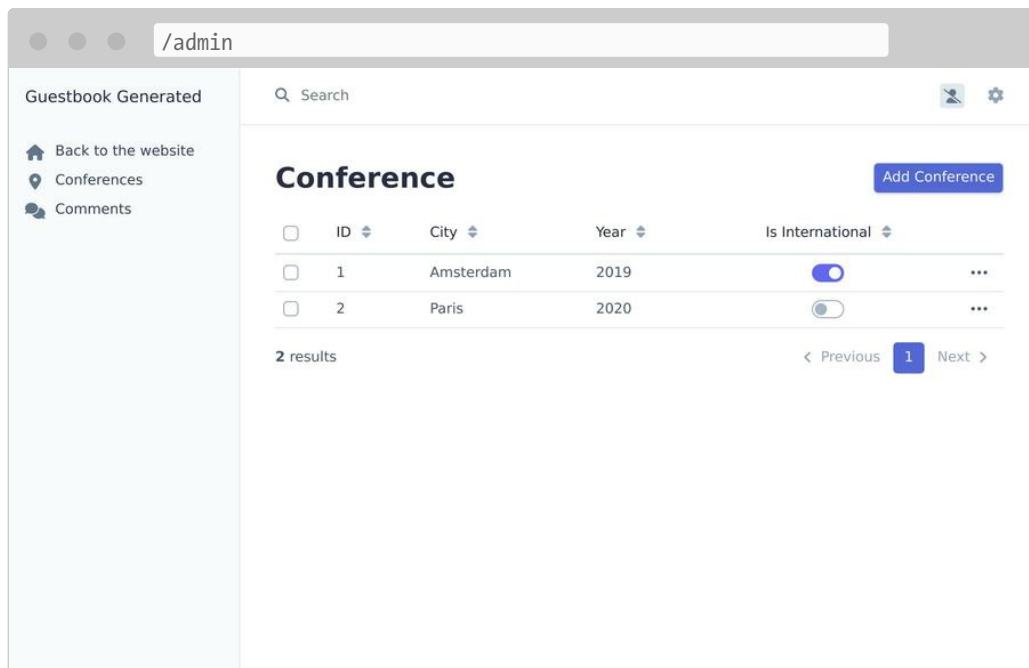 /admin
Guestbook Generated
Search
Back to the website
Conferences
Comments
Conference
Add Conference
ID City Year Is International
1 Amsterdam 2019
2 Paris 2020
2 results
Previous 1 Next